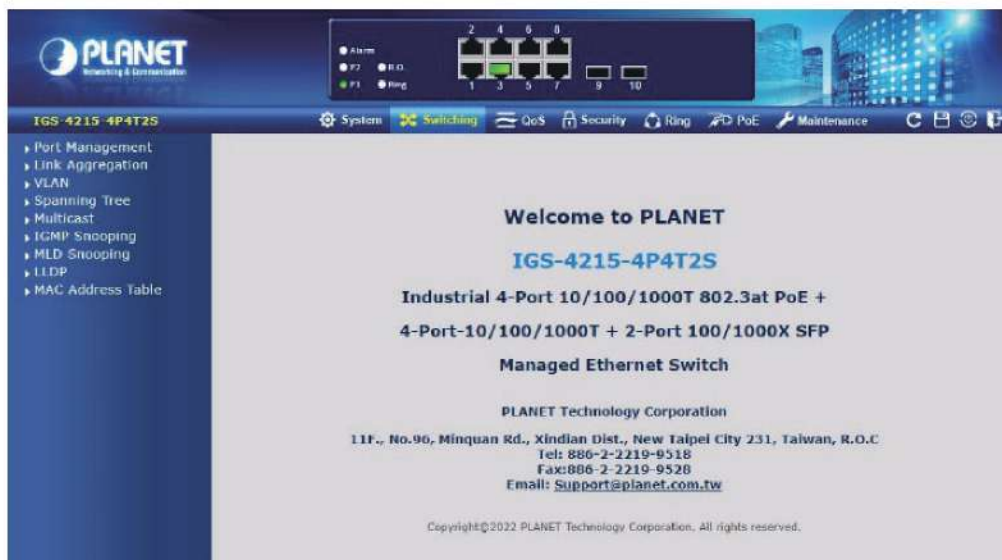 PLANET
Networking & Communication
2 4 6 8
Alarm
P2 R.O.
P1 Ring
1 3 5 7 9 10
IGS-4215-4P4T2S
System Switching QoS Security Ring PoE Maintenance
Port Management
Link Aggregation
VLAN
Spanning Tree
Multicast
IGMP Snooping
MLD Snooping
LLDP
MAC Address Table
Welcome to PLANET
IGS-4215-4P4T2S
Industrial 4-Port 10/100/1000T 802.3at PoE +
4-Port-10/100/1000T + 2-Port 100/1000X SFP
Managed Ethernet Switch
PLANET Technology Corporation
11F., No.96, Minquan Rd., Xindian Dist., New Taipei City 231, Taiwan, R.O.C
Tel: 886-2-2219-9518
Fax:886-2-2219-9528
Email: Support@planet.com.tw
Copyright©2022 PLANET Technology Corporation. All rights reserved.